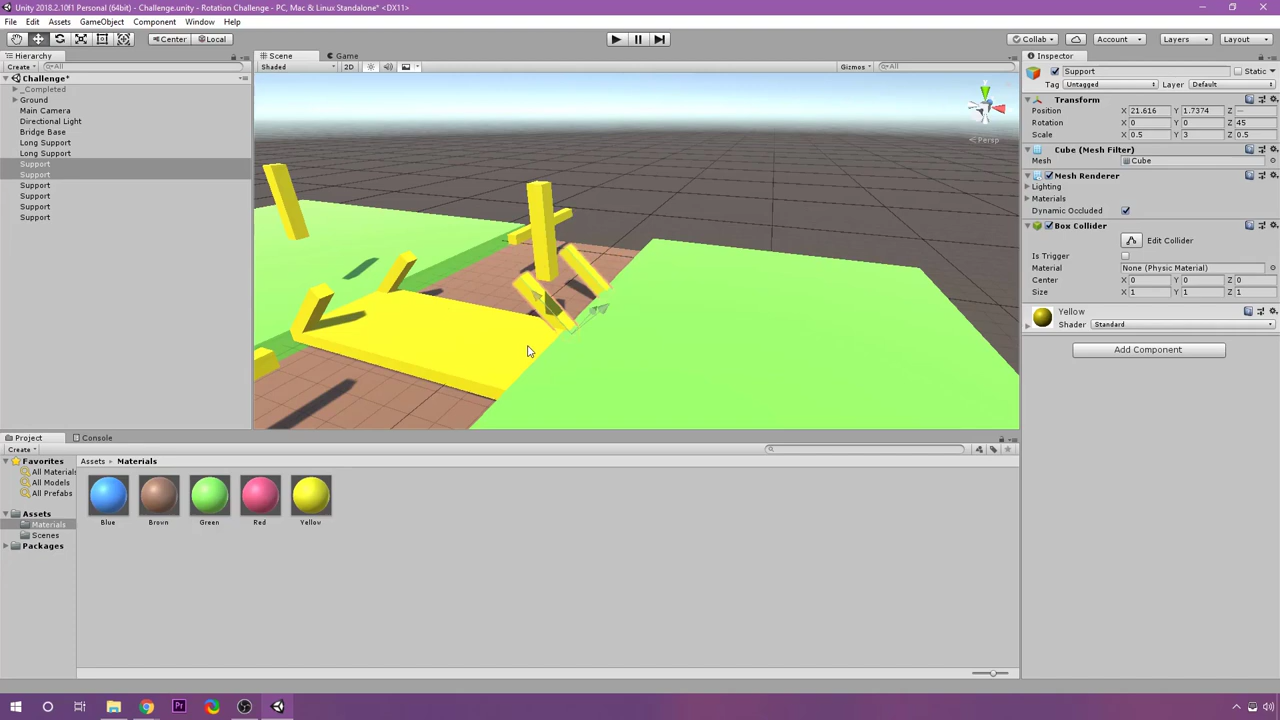 Unity 2018.2.10f1 Personal (64bit) - Challenge.unity - Rotation Challenge - PC, Mac & Linux Standalone* <DX11>
File Edit Assets GameObject Component Window Help
Center Local Collab Account Layers Layout
Hierarchy Scene Game Inspector
Create All Shaded 2D Gizmos All
Support Static
Challenge*
Tag Untagged Layer Default
_Completed
Transform
Ground
Position X 21.616 Y 1.7374 Z —
Main Camera
Directional Light
Rotation X 0 Y 0 Z 45
Bridge Base
Scale X 0.5 Y 3 Z 0.5
Long Support
y
Persp
Cube (Mesh Filter)
Long Support
Mesh Cube
Support
Support
Mesh Renderer
Support
Lighting
Support
Materials
Support
Dynamic Occluded
Support
Box Collider
Edit Collider
Is Trigger
Material None (Physic Material)
Center X 0 Y 0 Z 0
Size X 1 Y 1 Z 1
Yellow
Shader Standard
Add Component
Project Console
Create
Favorites
All Materials
All Models
All Prefabs
Assets
Materials
Scenes
Packages
Assets Materials
Blue Brown Green Red Yellow
Pr